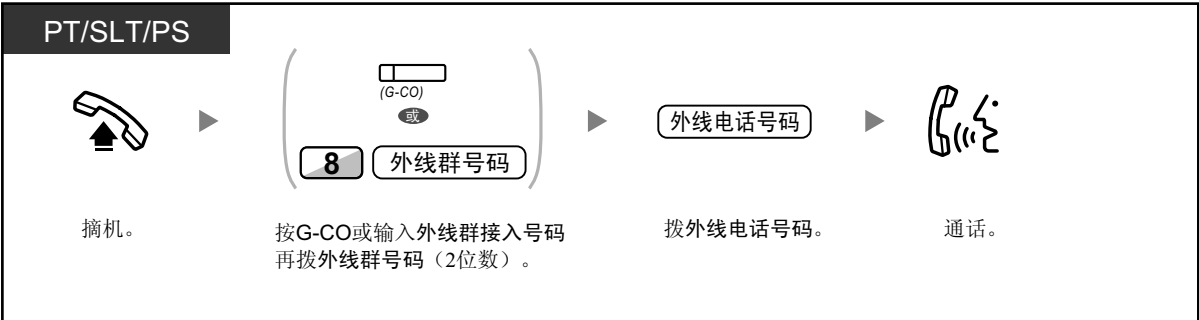 PT/SLT/PS
(G-CO)
或
8 外线群号码
外线电话号码
摘机。
按G-CO或输入外线群接入号码
再拨外线群号码（2位数）。
拨外线电话号码。
通话。